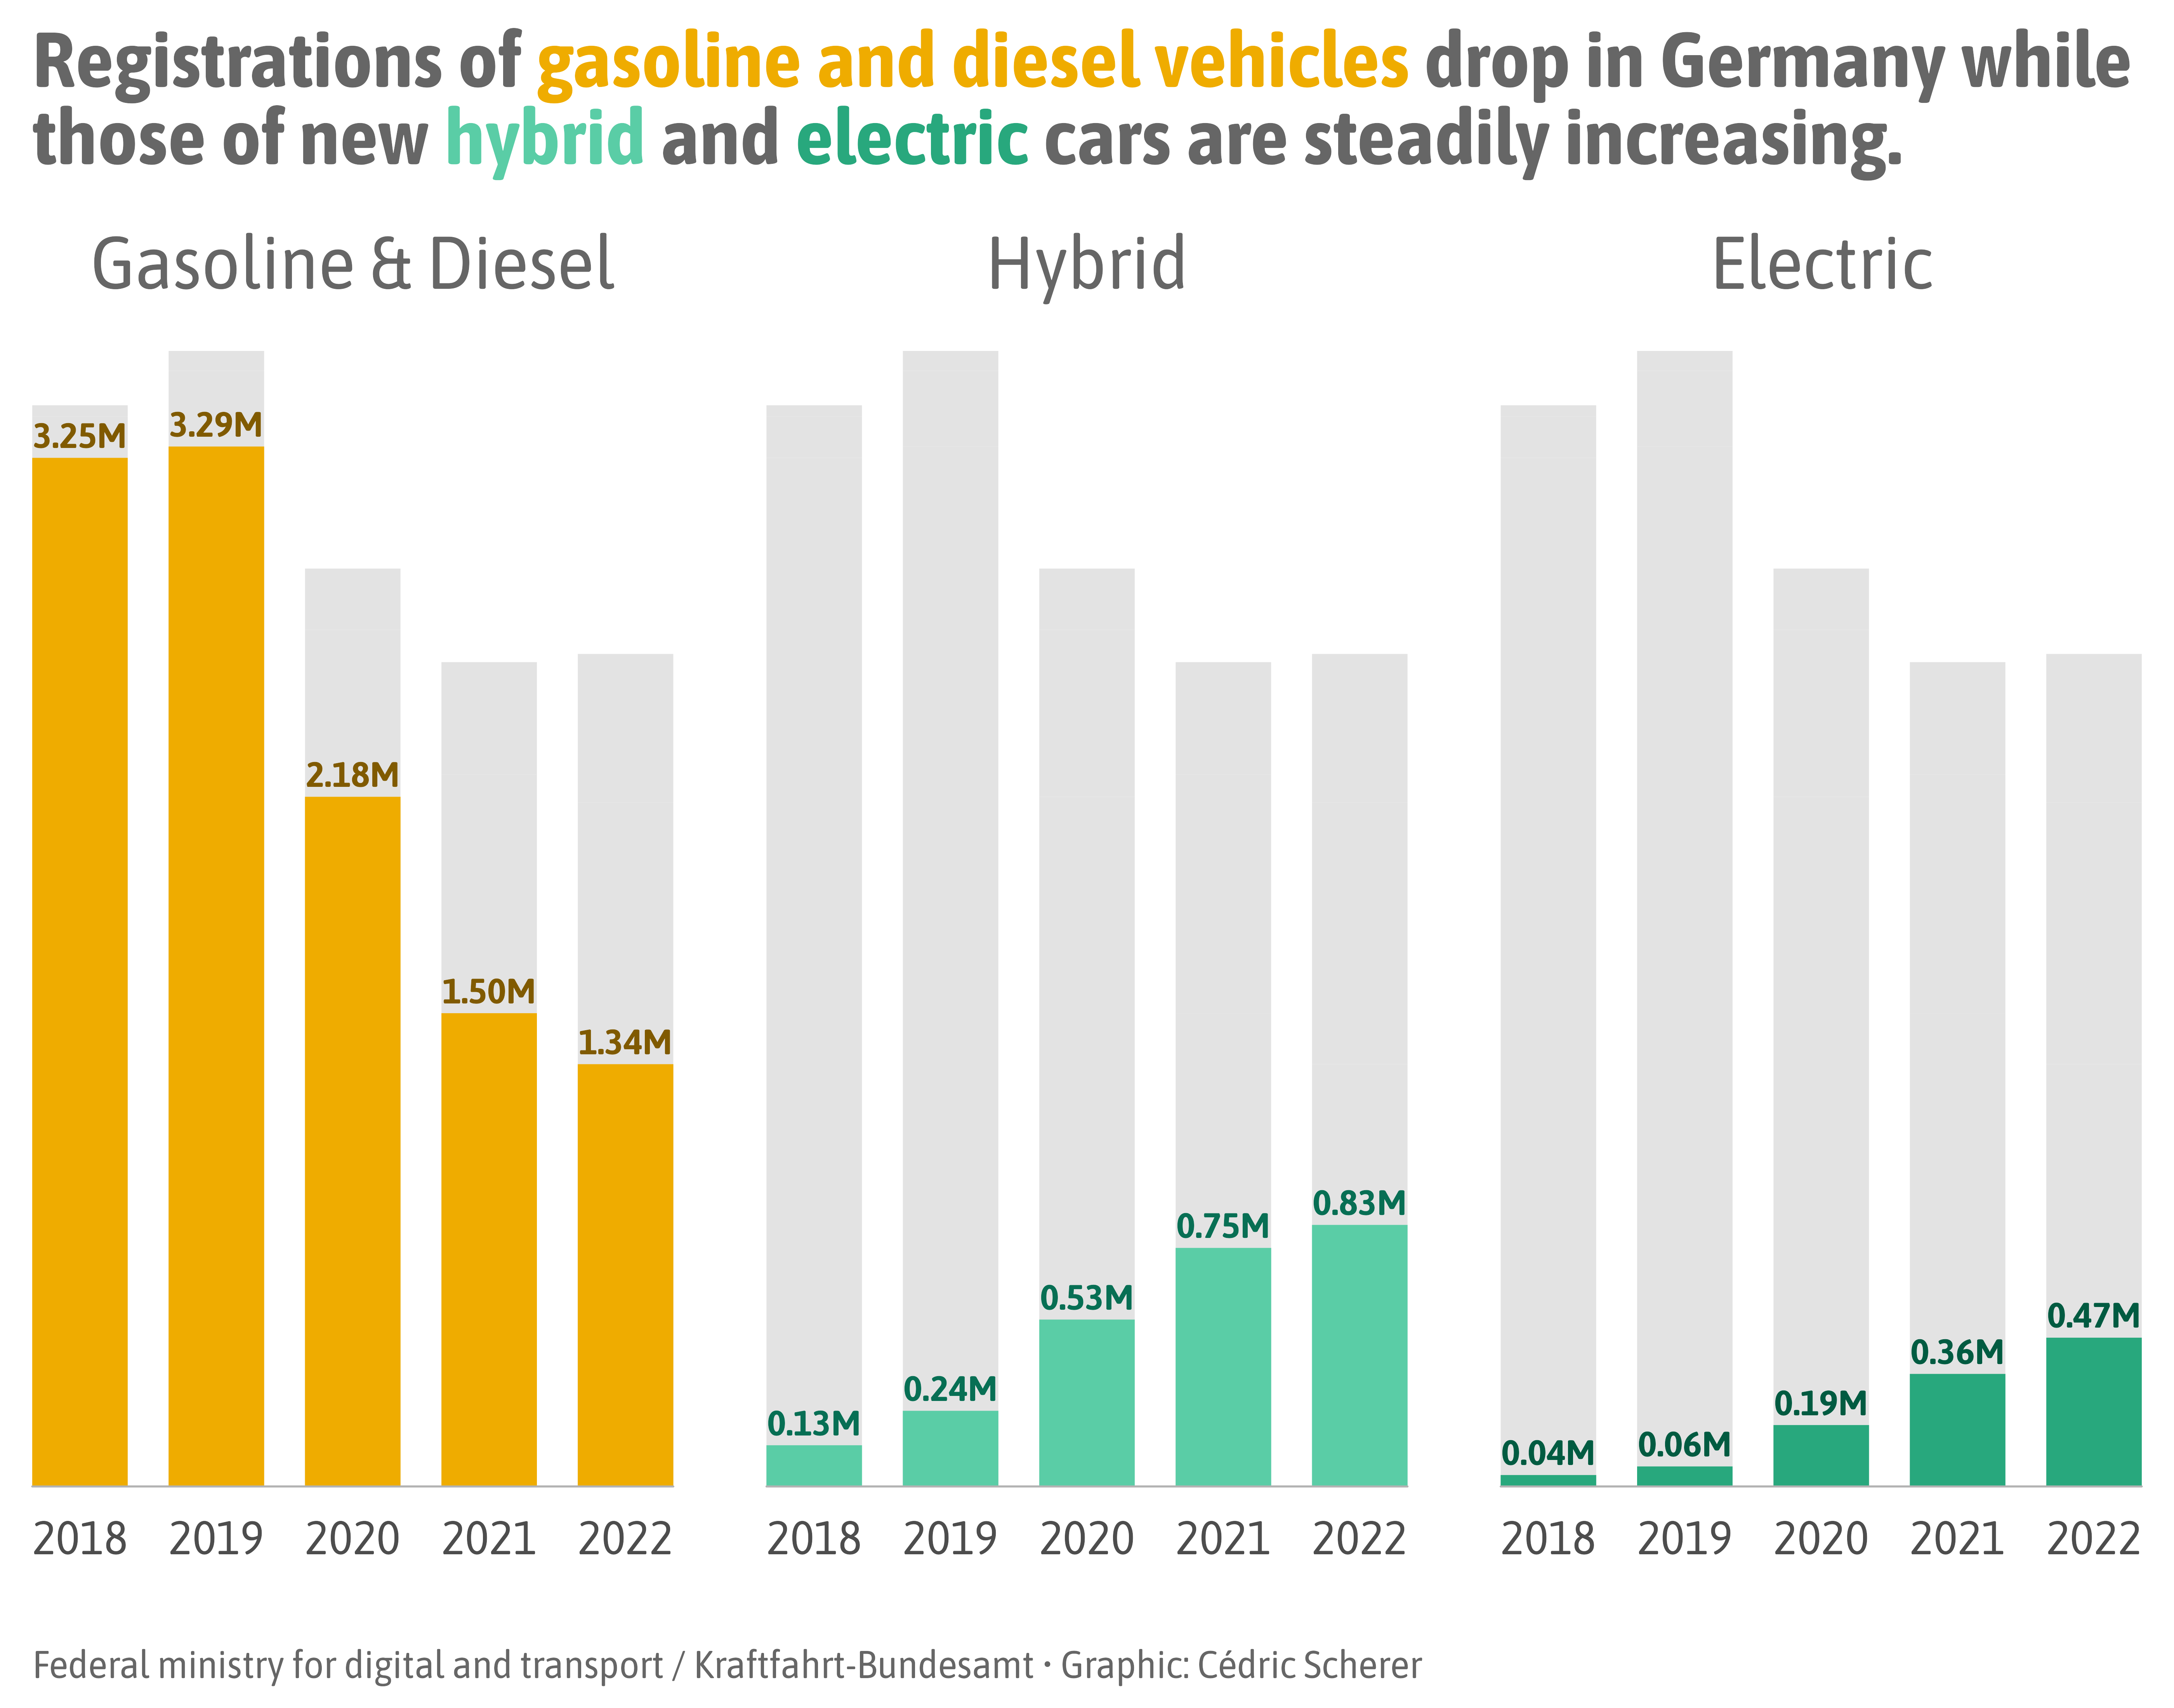 Registrations of gasoline and diesel vehicles drop in Germany while
those of new hybrid and electric cars are steadily increasing.
Gasoline & Diesel
3.25M
3.29M
2.18M
1.50M
1.34M
2018 2019 2020 2021 2022
Hybrid
0.13M
0.24M
0.53M
0.75M
0.83M
2018 2019 2020 2021 2022
Electric
0.04M
0.06M
0.19M
0.36M
0.47M
2018 2019 2020 2021 2022
Federal ministry for digital and transport / Kraftfahrt-Bundesamt • Graphic: Cédric Scherer